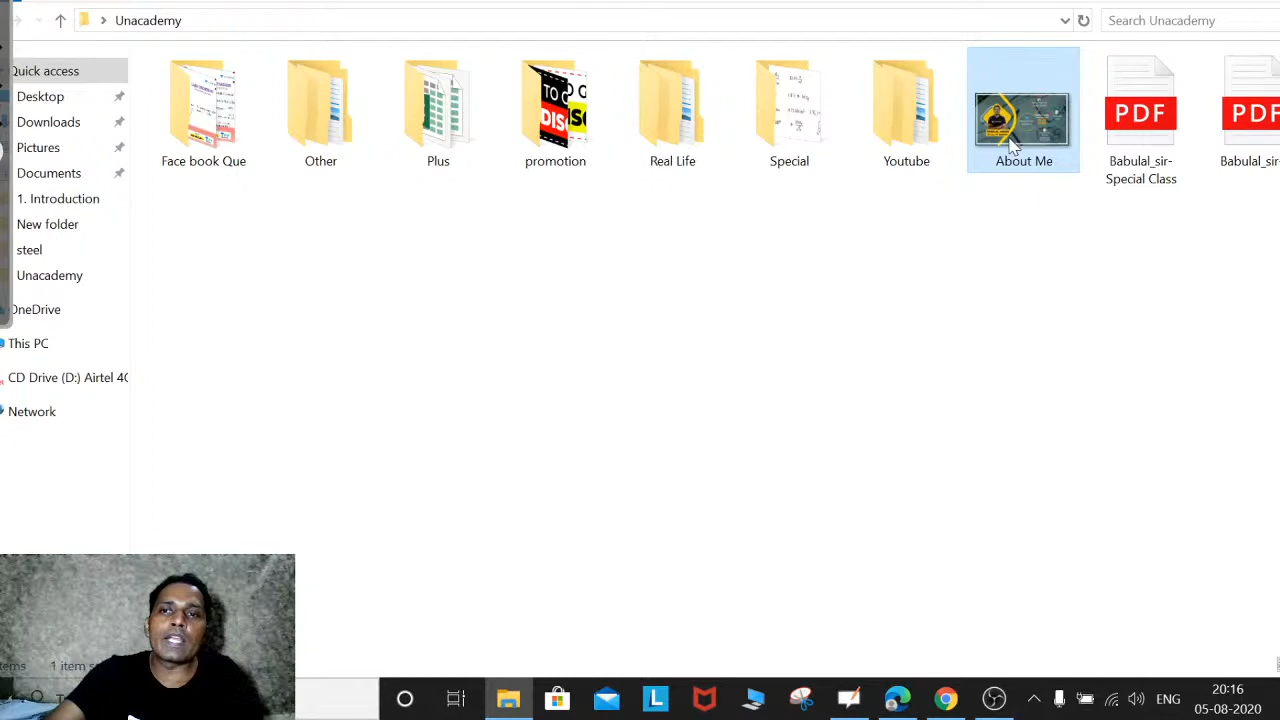 Unacademy
Search Unacademy
Quick access
Desktop
Downloads
Pictures
Documents
1. Introduction
New folder
steel
Unacademy
OneDrive
This PC
CD Drive (D:) Airtel 4G
Network
Face book Que
Other
Plus
promotion
Real Life
Special
Youtube
About Me
PDF
Babulal_sir-
Special Class
PDF
Babulal_sir-
1 item
ENG
20:16
05-08-2020